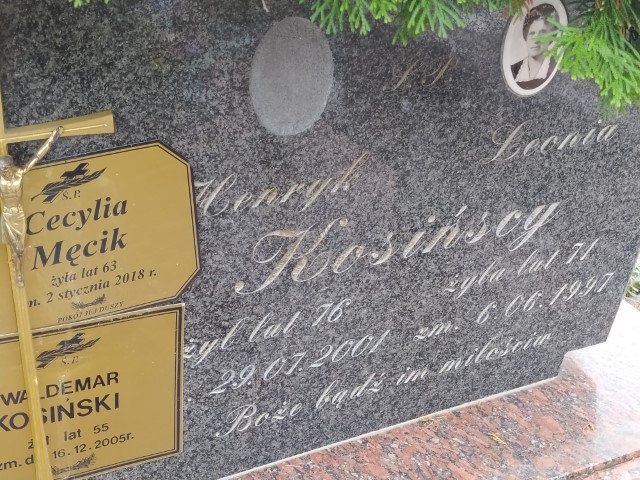 Ś.P.
Henryk Leonia
Kosińscy
żył lat 76 żyła lat 71
29.07.2001 zm. 6.06.1997
Boże bądź im miłościw
Ś.P.
Cecylia
Męcik
żyła lat 63
2 stycznia 2018 r.
POKÓJ JEJ DUSZY
Ś.P.
WALDEMAR
KOSIŃSKI
lat 55
zm. 16.12.2005r.